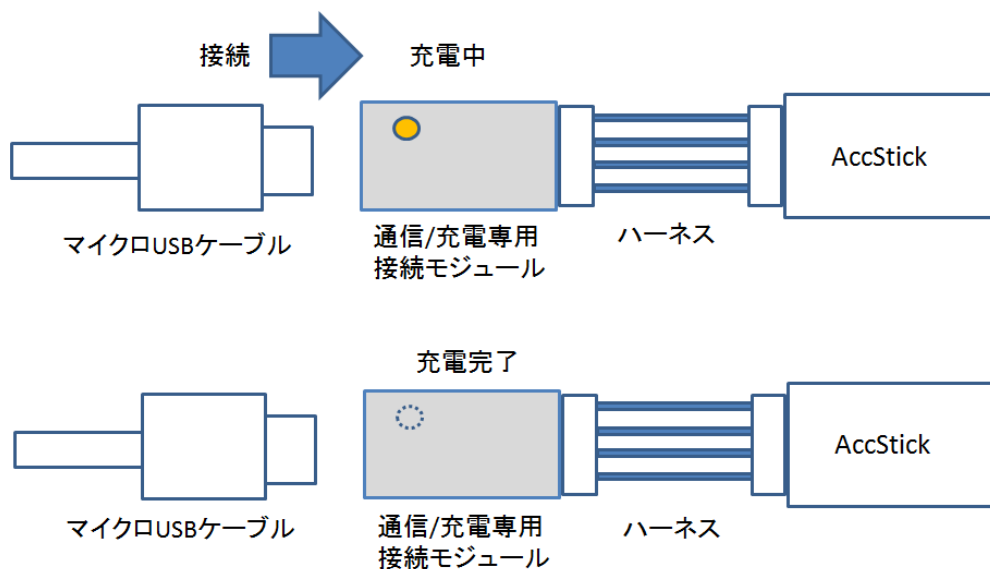 接続
充電中
AccStick
マイクロUSBケーブル
通信/充電専用
接続モジュール
ハーネス
充電完了
AccStick
マイクロUSBケーブル
通信/充電専用
接続モジュール
ハーネス